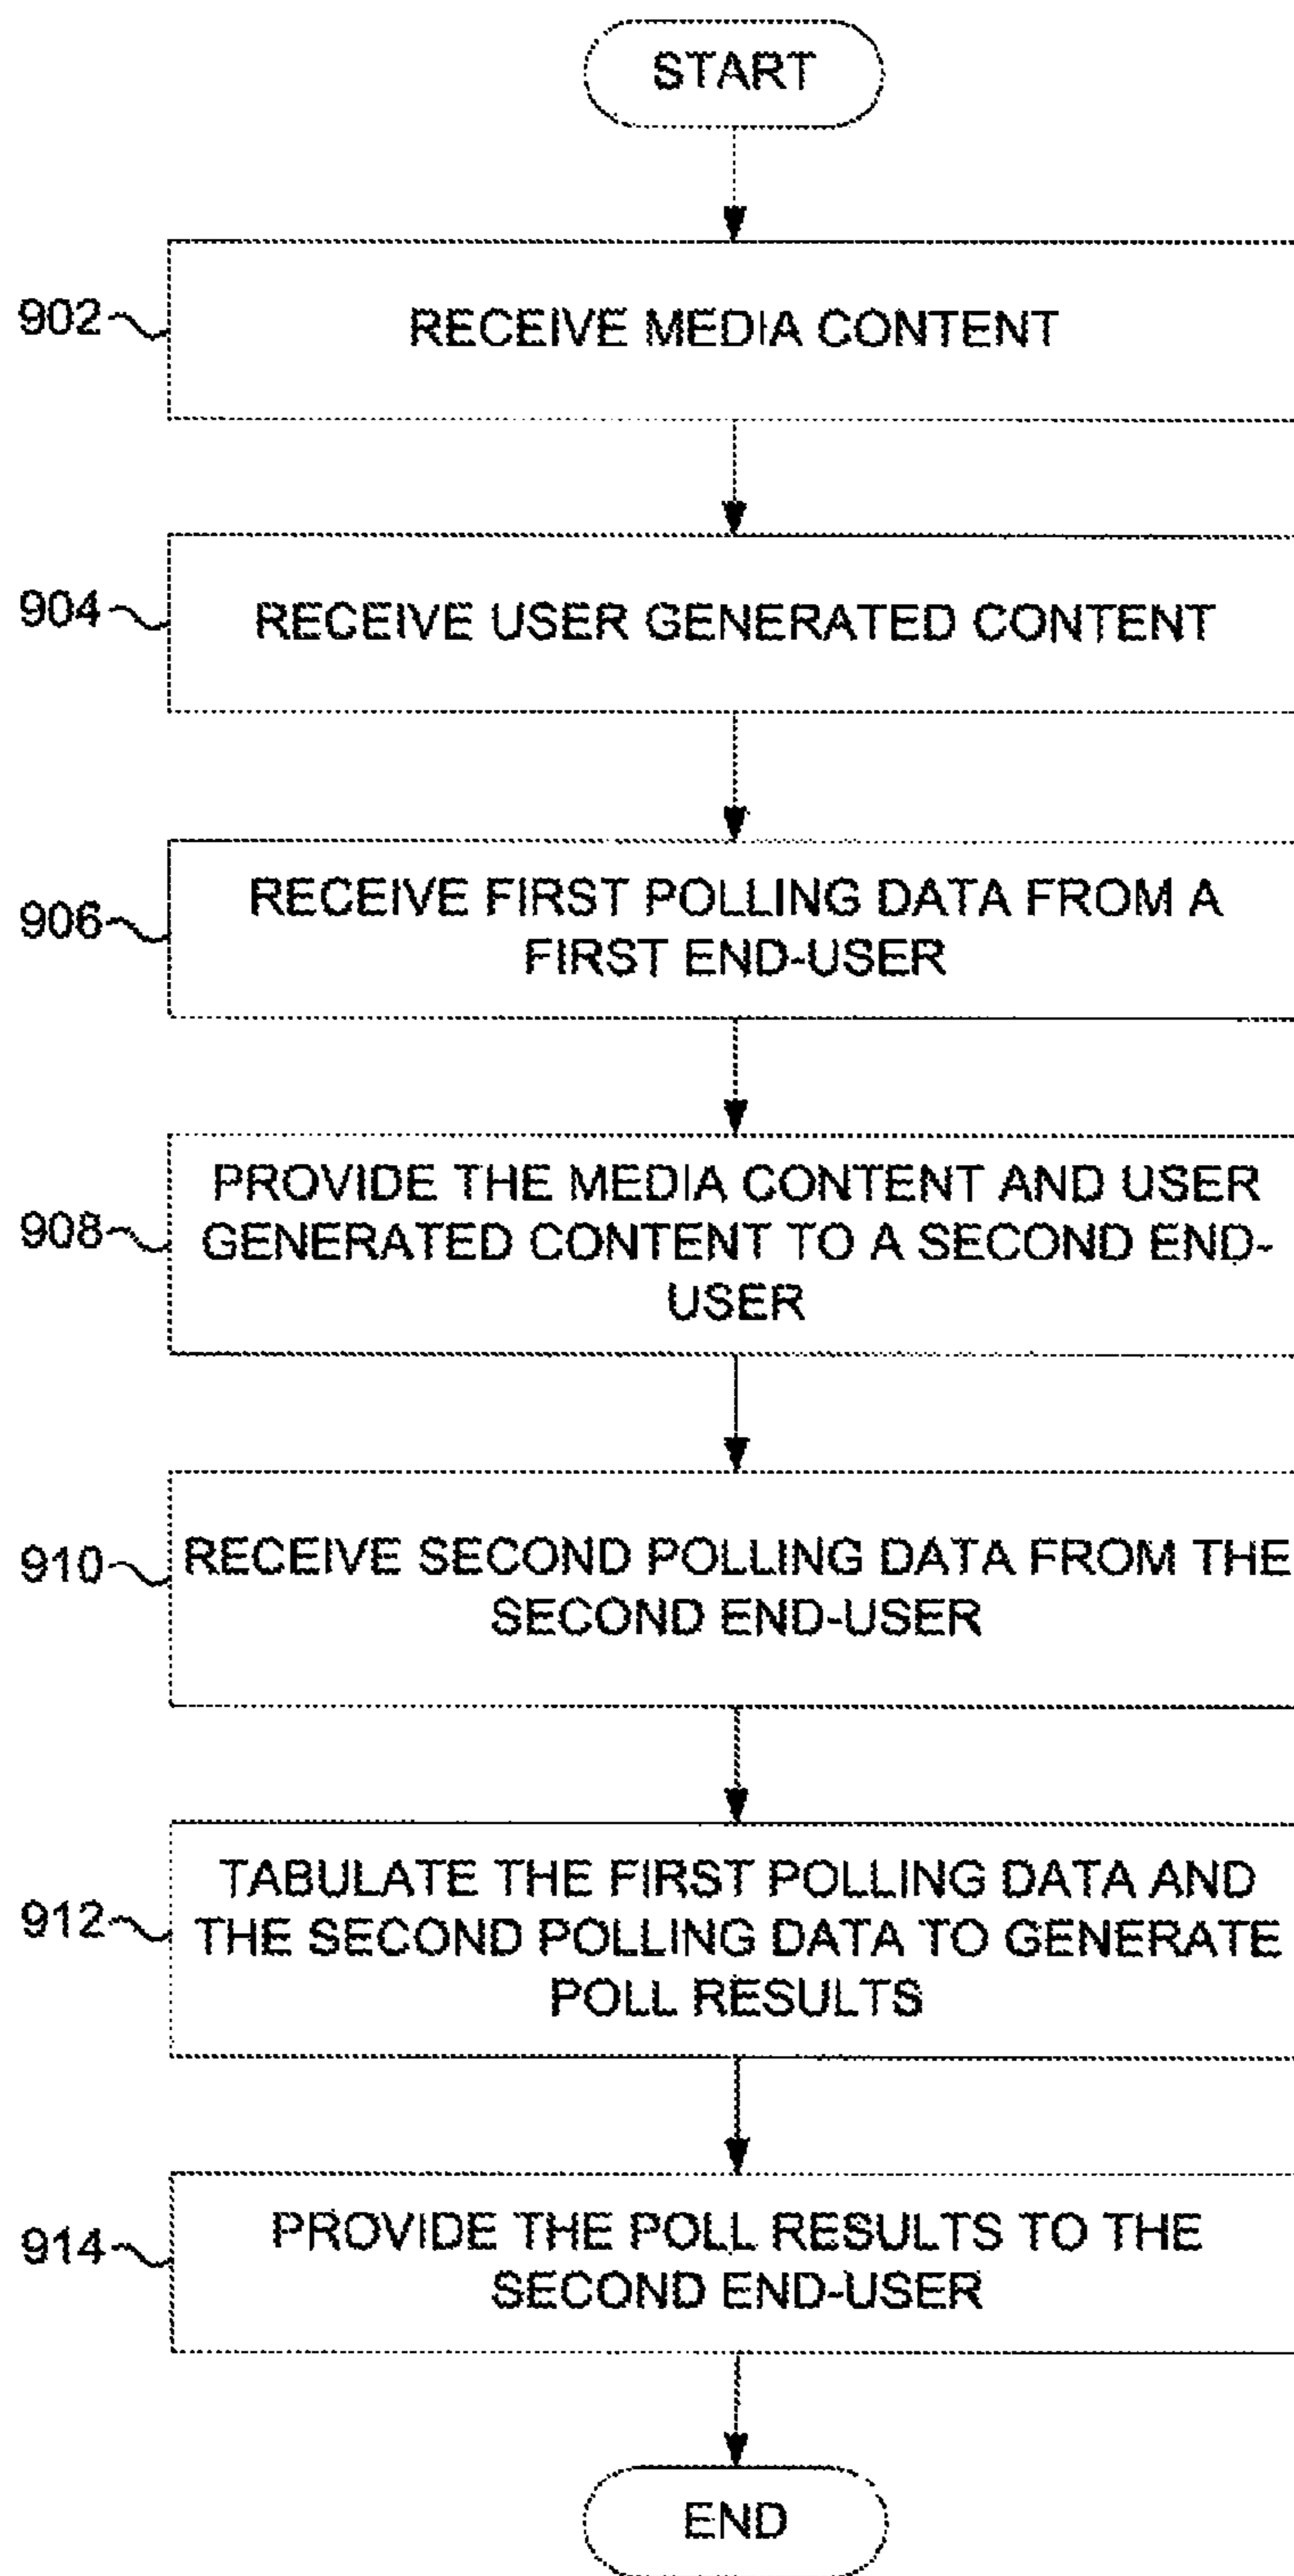 START
902
RECEIVE MEDIA CONTENT
904
RECEIVE USER GENERATED CONTENT
906
RECEIVE FIRST POLLING DATA FROM A
FIRST END-USER
908
PROVIDE THE MEDIA CONTENT AND USER
GENERATED CONTENT TO A SECOND END-
USER
910
RECEIVE SECOND POLLING DATA FROM THE
SECOND END-USER
912
TABULATE THE FIRST POLLING DATA AND
THE SECOND POLLING DATA TO GENERATE
POLL RESULTS
914
PROVIDE THE POLL RESULTS TO THE
SECOND END-USER
END